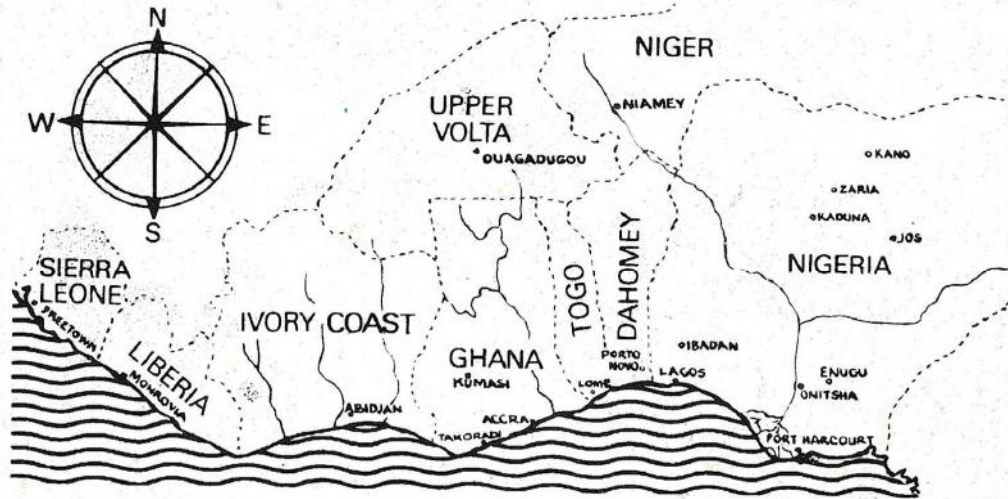 N
W
E
S
NIGER
NIAMEY
UPPER
VOLTA
OUAGADUGOU
KANO
ZARIA
KADUNA
JOS
NIGERIA
SIERRA
LEONE
FREETOWN
LIBERIA
MONROVIA
IVORY COAST
ABIDJAN
GHANA
KUMASI
ACCRA
TAKORADI
TOGO
LOME
DAHOMEY
PORTO
NOVO
IBADAN
LAGOS
ENUGU
ONITSHA
PORT HARCOURT